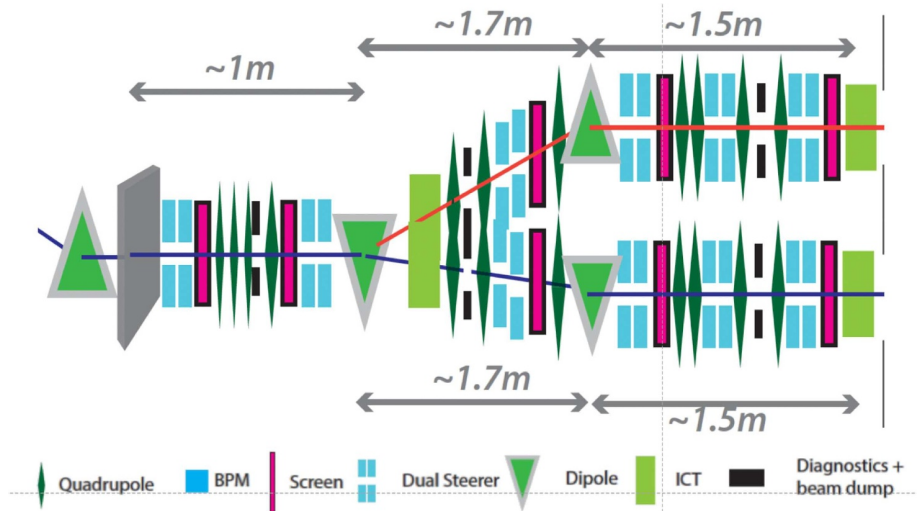 ~1.7m
~1.5m
~1m
~1.7m
~1.5m
Quadrupole
BPM
Screen
Dual Steerer
Dipole
ICT
Diagnostics +
beam dump